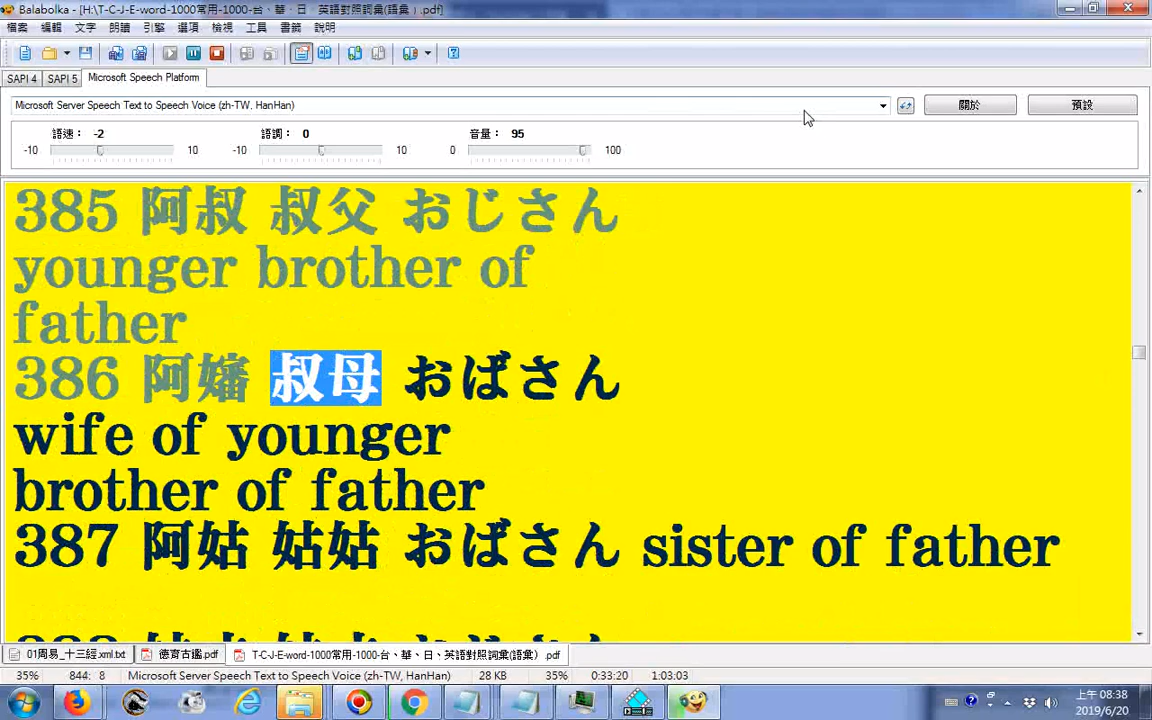 Balabolka - [H:\T-C-J-E-word-1000常用-1000-台、華、日、英語對照詞彙(語彙）.pdf]
檔案 編輯 文字 朗讀 引擎 選項 檢視 工具 書籤 說明
SAPI 4 SAPI 5 Microsoft Speech Platform
Microsoft Server Speech Text to Speech Voice (zh-TW, HanHan) 關於 預設
語速： -2 語調： 0 音量： 95
-10 10 -10 10 0 100
385 阿叔 叔父 おじさん
younger brother of
father
386 阿嬸 叔母 おばさん
wife of younger
brother of father
387 阿姑 姑姑 おばさん sister of father
01周易_十三經.xml.txt 德育古鑑.pdf T-C-J-E-word-1000常用-1000-台、華、日、英語對照詞彙(語彙）.pdf
35% 844: 8 Microsoft Server Speech Text to Speech Voice (zh-TW, HanHan) 28 KB 35% 0:33:20 1:03:03
上午 08:38
2019/6/20